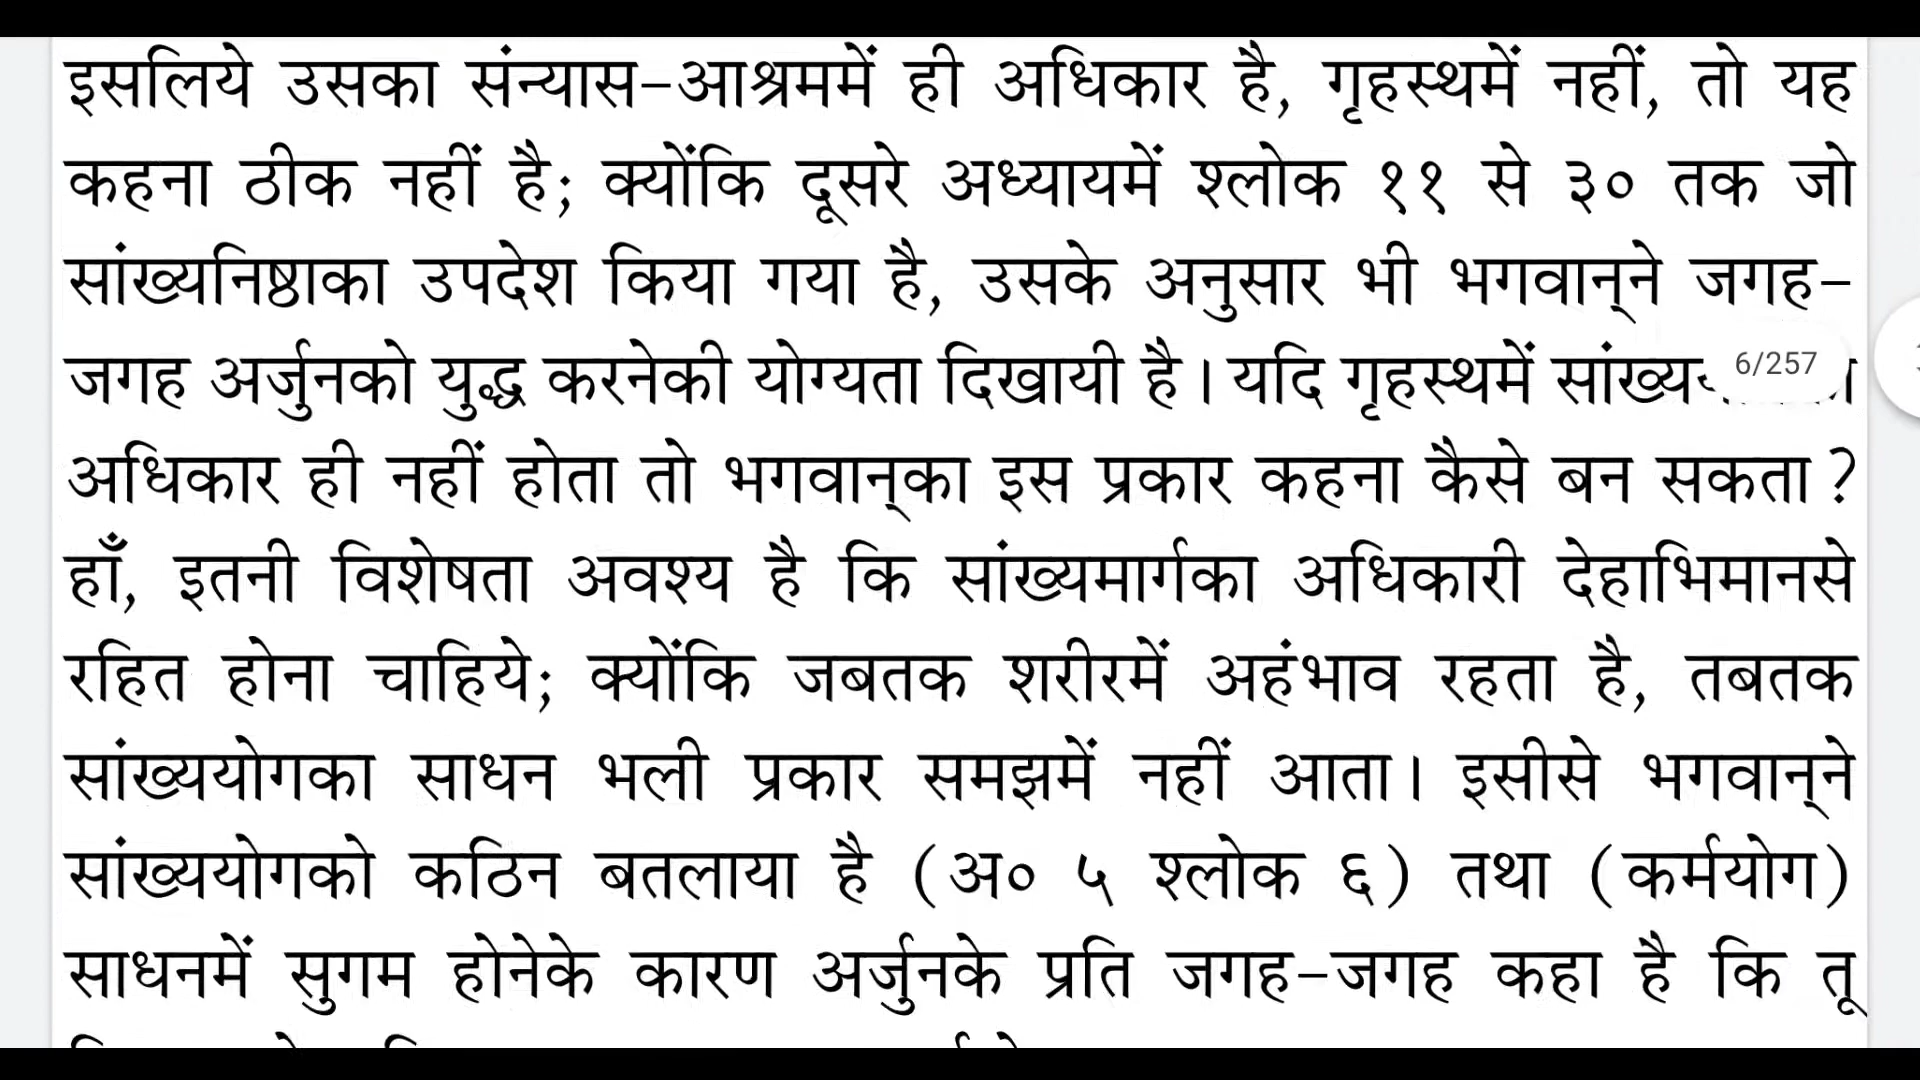 इसलिये उसका संन्यास-आश्रममें ही अधिकार है, गृहस्थमें नहीं, तो यह
कहना ठीक नहीं है; क्योंकि दूसरे अध्यायमें श्लोक ११ से ३० तक जो
सांख्यनिष्ठाका उपदेश किया गया है, उसके अनुसार भी भगवान्‌ने जगह-
जगह अर्जुनको युद्ध करनेकी योग्यता दिखायी है। यदि गृहस्थमें
6/257
अधिकार ही नहीं होता तो भगवान्‌का इस प्रकार कहना कैसे बन सकता?
हाँ, इतनी विशेषता अवश्य है कि सांख्यमार्गका अधिकारी देहाभिमानसे
रहित होना चाहिये; क्योंकि जबतक शरीरमें अहंभाव रहता है, तबतक
सांख्ययोगका साधन भली प्रकार समझमें नहीं आता। इसीसे भगवान्‌ने
सांख्ययोगको कठिन बतलाया है (अ० ५ श्लोक ६) तथा (कर्मयोग)
साधनमें सुगम होनेके कारण अर्जुनके प्रति जगह-जगह कहा है कि तू